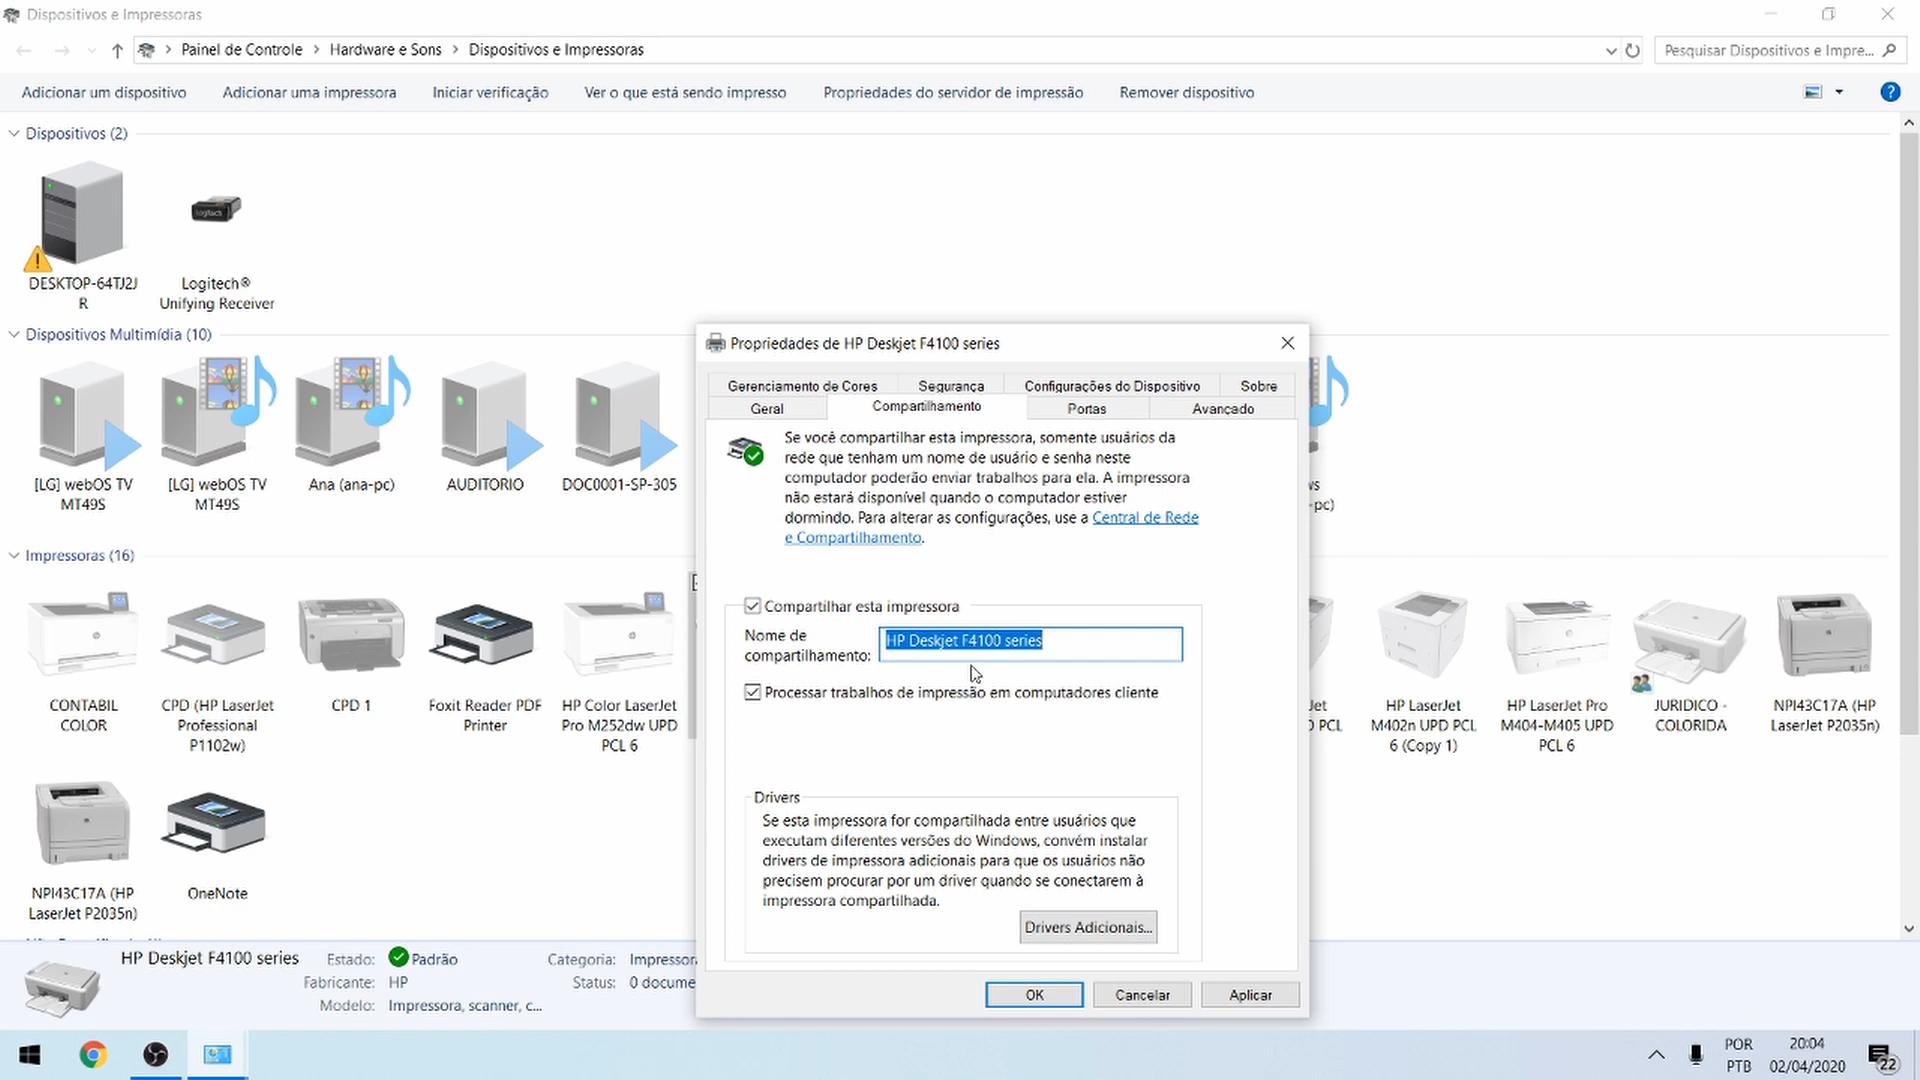 Dispositivos e Impressoras
Painel de Controle > Hardware e Sons > Dispositivos e Impressoras
Pesquisar Dispositivos e Impre...
Adicionar um dispositivo
Adicionar uma impressora
Iniciar verificação
Ver o que está sendo impresso
Propriedades do servidor de impressão
Remover dispositivo
?
Dispositivos (2)
Logitech
DESKTOP-64TJ2J
R
Logitech®
Unifying Receiver
Dispositivos Multimídia (10)
[LG] webOS TV
MT49S
[LG] webOS TV
MT49S
Ana (ana-pc)
AUDITORIO
DOC0001-SP-305
-pc)
Impressoras (16)
CONTABIL
COLOR
CPD (HP LaserJet
Professional
P1102w)
CPD 1
Foxit Reader PDF
Printer
HP Color LaserJet
Pro M252dw UPD
PCL 6
Jet
PCL
HP LaserJet
M402n UPD PCL
6 (Copy 1)
HP LaserJet Pro
M404-M405 UPD
PCL 6
JURIDICO -
COLORIDA
NPI43C17A (HP
LaserJet P2035n)
NPI43C17A (HP
LaserJet P2035n)
OneNote
Propriedades de HP Deskjet F4100 series
Gerenciamento de Cores
Segurança
Configurações do Dispositivo
Sobre
Geral
Compartilhamento
Portas
Avançado
Se você compartilhar esta impressora, somente usuários da
rede que tenham um nome de usuário e senha neste
computador poderão enviar trabalhos para ela. A impressora
não estará disponível quando o computador estiver
dormindo. Para alterar as configurações, use a Central de Rede
e Compartilhamento.
Compartilhar esta impressora
Nome de
compartilhamento:
HP Deskjet F4100 series
Processar trabalhos de impressão em computadores cliente
Drivers
Se esta impressora for compartilhada entre usuários que
executam diferentes versões do Windows, convém instalar
drivers de impressora adicionais para que os usuários não
precisem procurar por um driver quando se conectarem à
impressora compartilhada.
Drivers Adicionais...
OK
Cancelar
Aplicar
HP Deskjet F4100 series
Estado: Padrão
Fabricante: HP
Modelo: Impressora, scanner, c...
Categoria: Impressor
Status: 0 docume
POR
PTB
20:04
02/04/2020
22